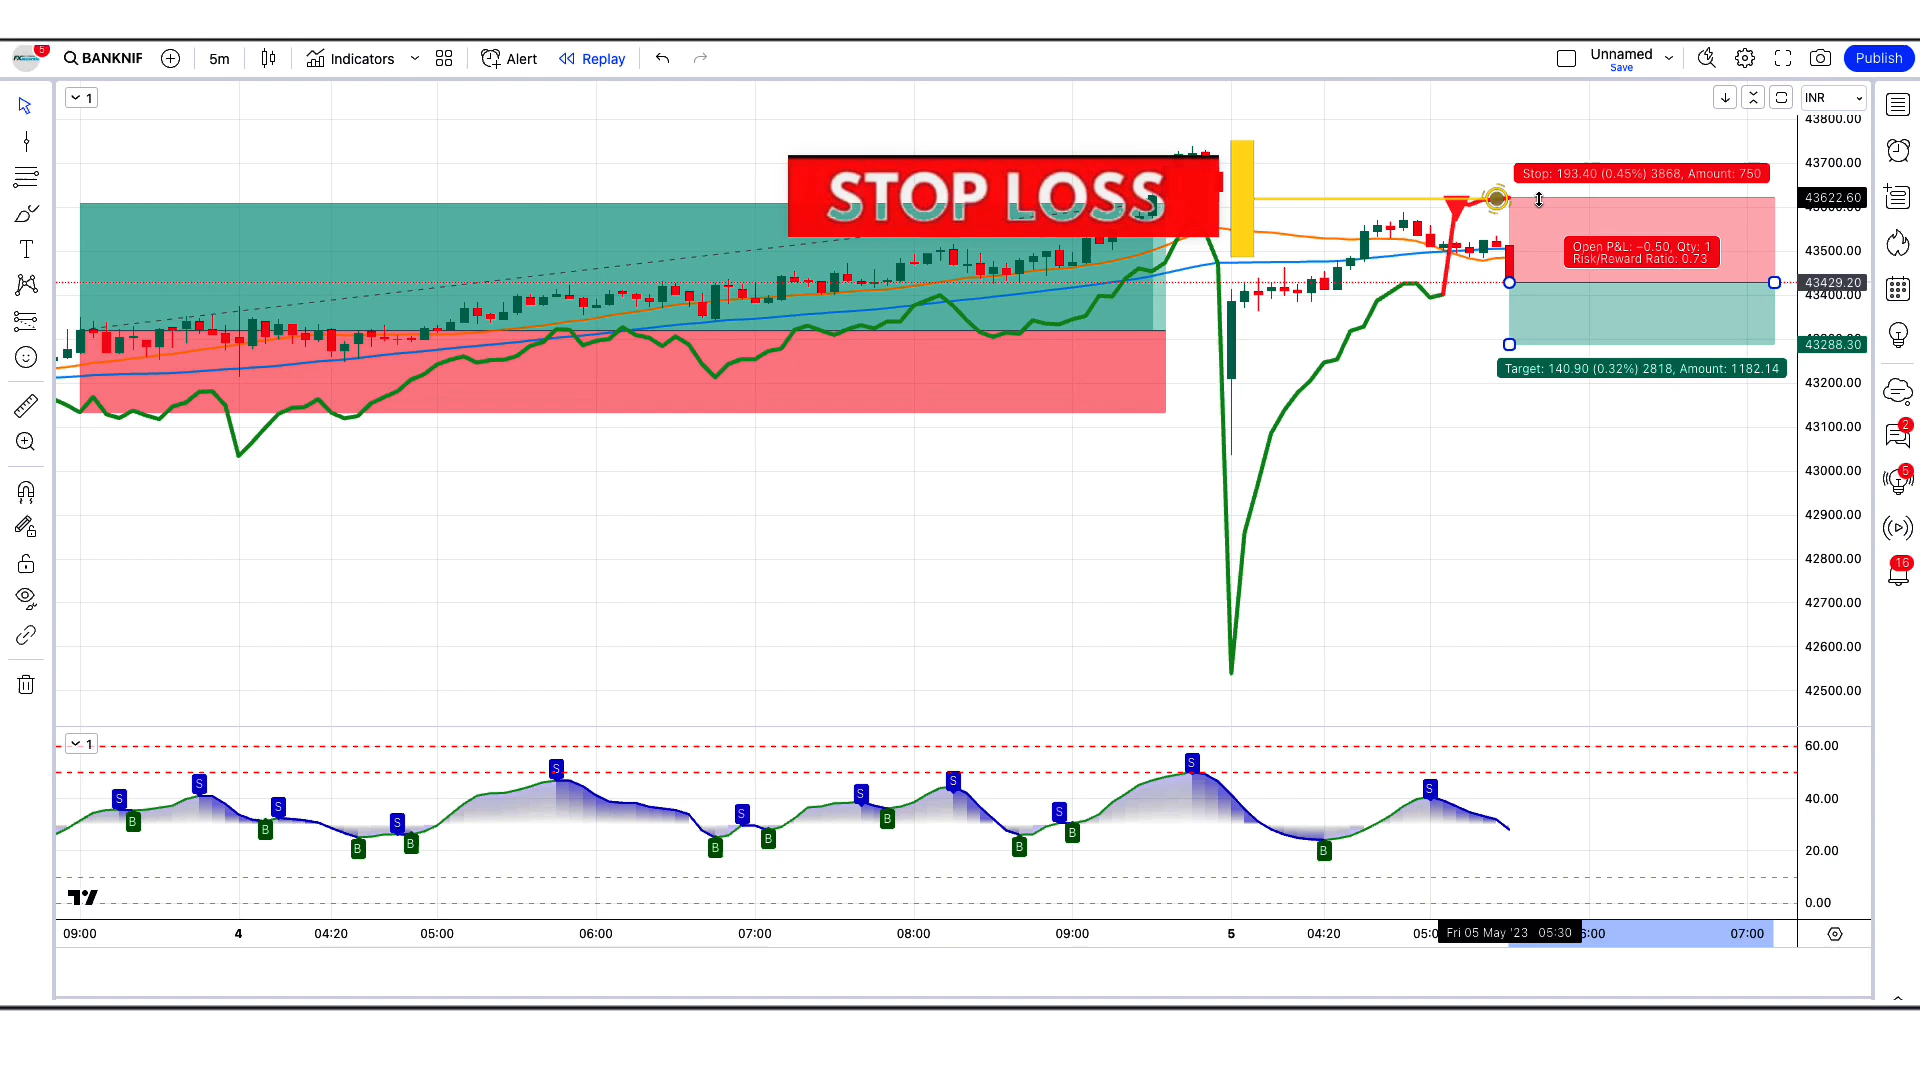 5
BANKNIF
5m
Indicators
Alert
Replay
Unnamed
Save
Publish
1
INR
43800.00
43700.00
43622.60
43500.00
43429.20
43400.00
43288.30
43200.00
43100.00
43000.00
42900.00
42800.00
42700.00
42600.00
42500.00
STOP LOSS
Stop: 193.40 (0.45%) 3868, Amount: 750
Open P&L: −0.50, Qty: 1
Risk/Reward Ratio: 0.73
Target: 140.90 (0.32%) 2818, Amount: 1182.14
2
5
16
1
60.00
40.00
20.00
0.00
S S S S S S S S S S S
B B B B B B B B B B
09:00 4 04:20 05:00 06:00 07:00 08:00 09:00 5 04:20 Fri 05 May '23 05:30 07:00